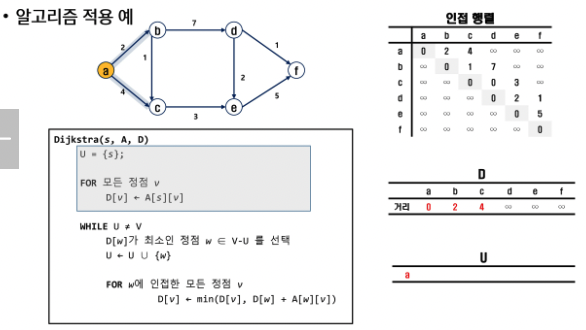 • 알고리즘 적용 예
7
b
d
2
1
1
a
2
f
4
5
c
3
e
Dijkstra(s, A, D)
U = {s};
FOR 모든 정점 v
D[v] ← A[s][v]
WHILE U ≠ V
D[w]가 최소인 정점 w ∈ V-U 를 선택
U ← U ∪ {w}
FOR w에 인접한 모든 정점 v
D[v] ← min(D[v], D[w] + A[w][v])
인접 행렬
a b c d e f
a 0 2 4 ∞ ∞ ∞
b ∞ 0 1 7 ∞ ∞
c ∞ ∞ 0 0 3 ∞
d ∞ ∞ ∞ 0 2 1
e ∞ ∞ ∞ ∞ 0 5
f ∞ ∞ ∞ ∞ ∞ 0
D
a b c d e f
거리 0 2 4 ∞ ∞ ∞
U
a